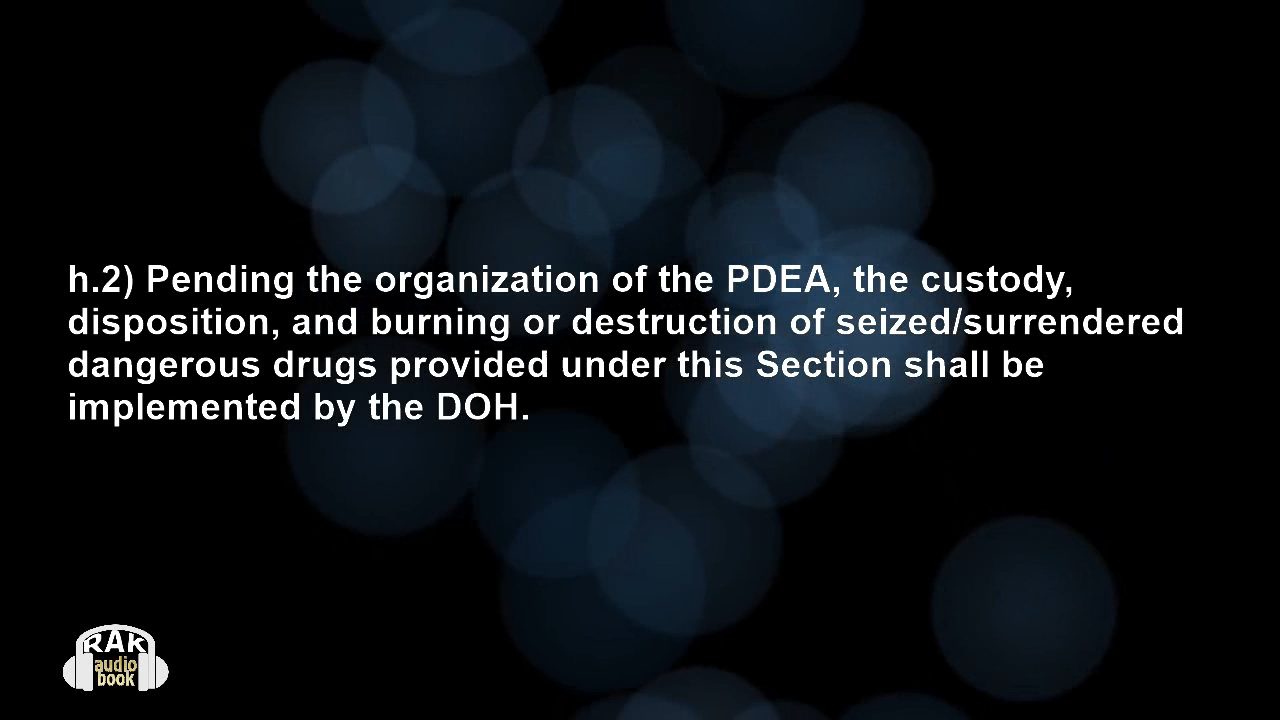 h.2) Pending the organization of the PDEA, the custody,
disposition, and burning or destruction of seized/surrendered
dangerous drugs provided under this Section shall be
implemented by the DOH.
RAK
audio
book